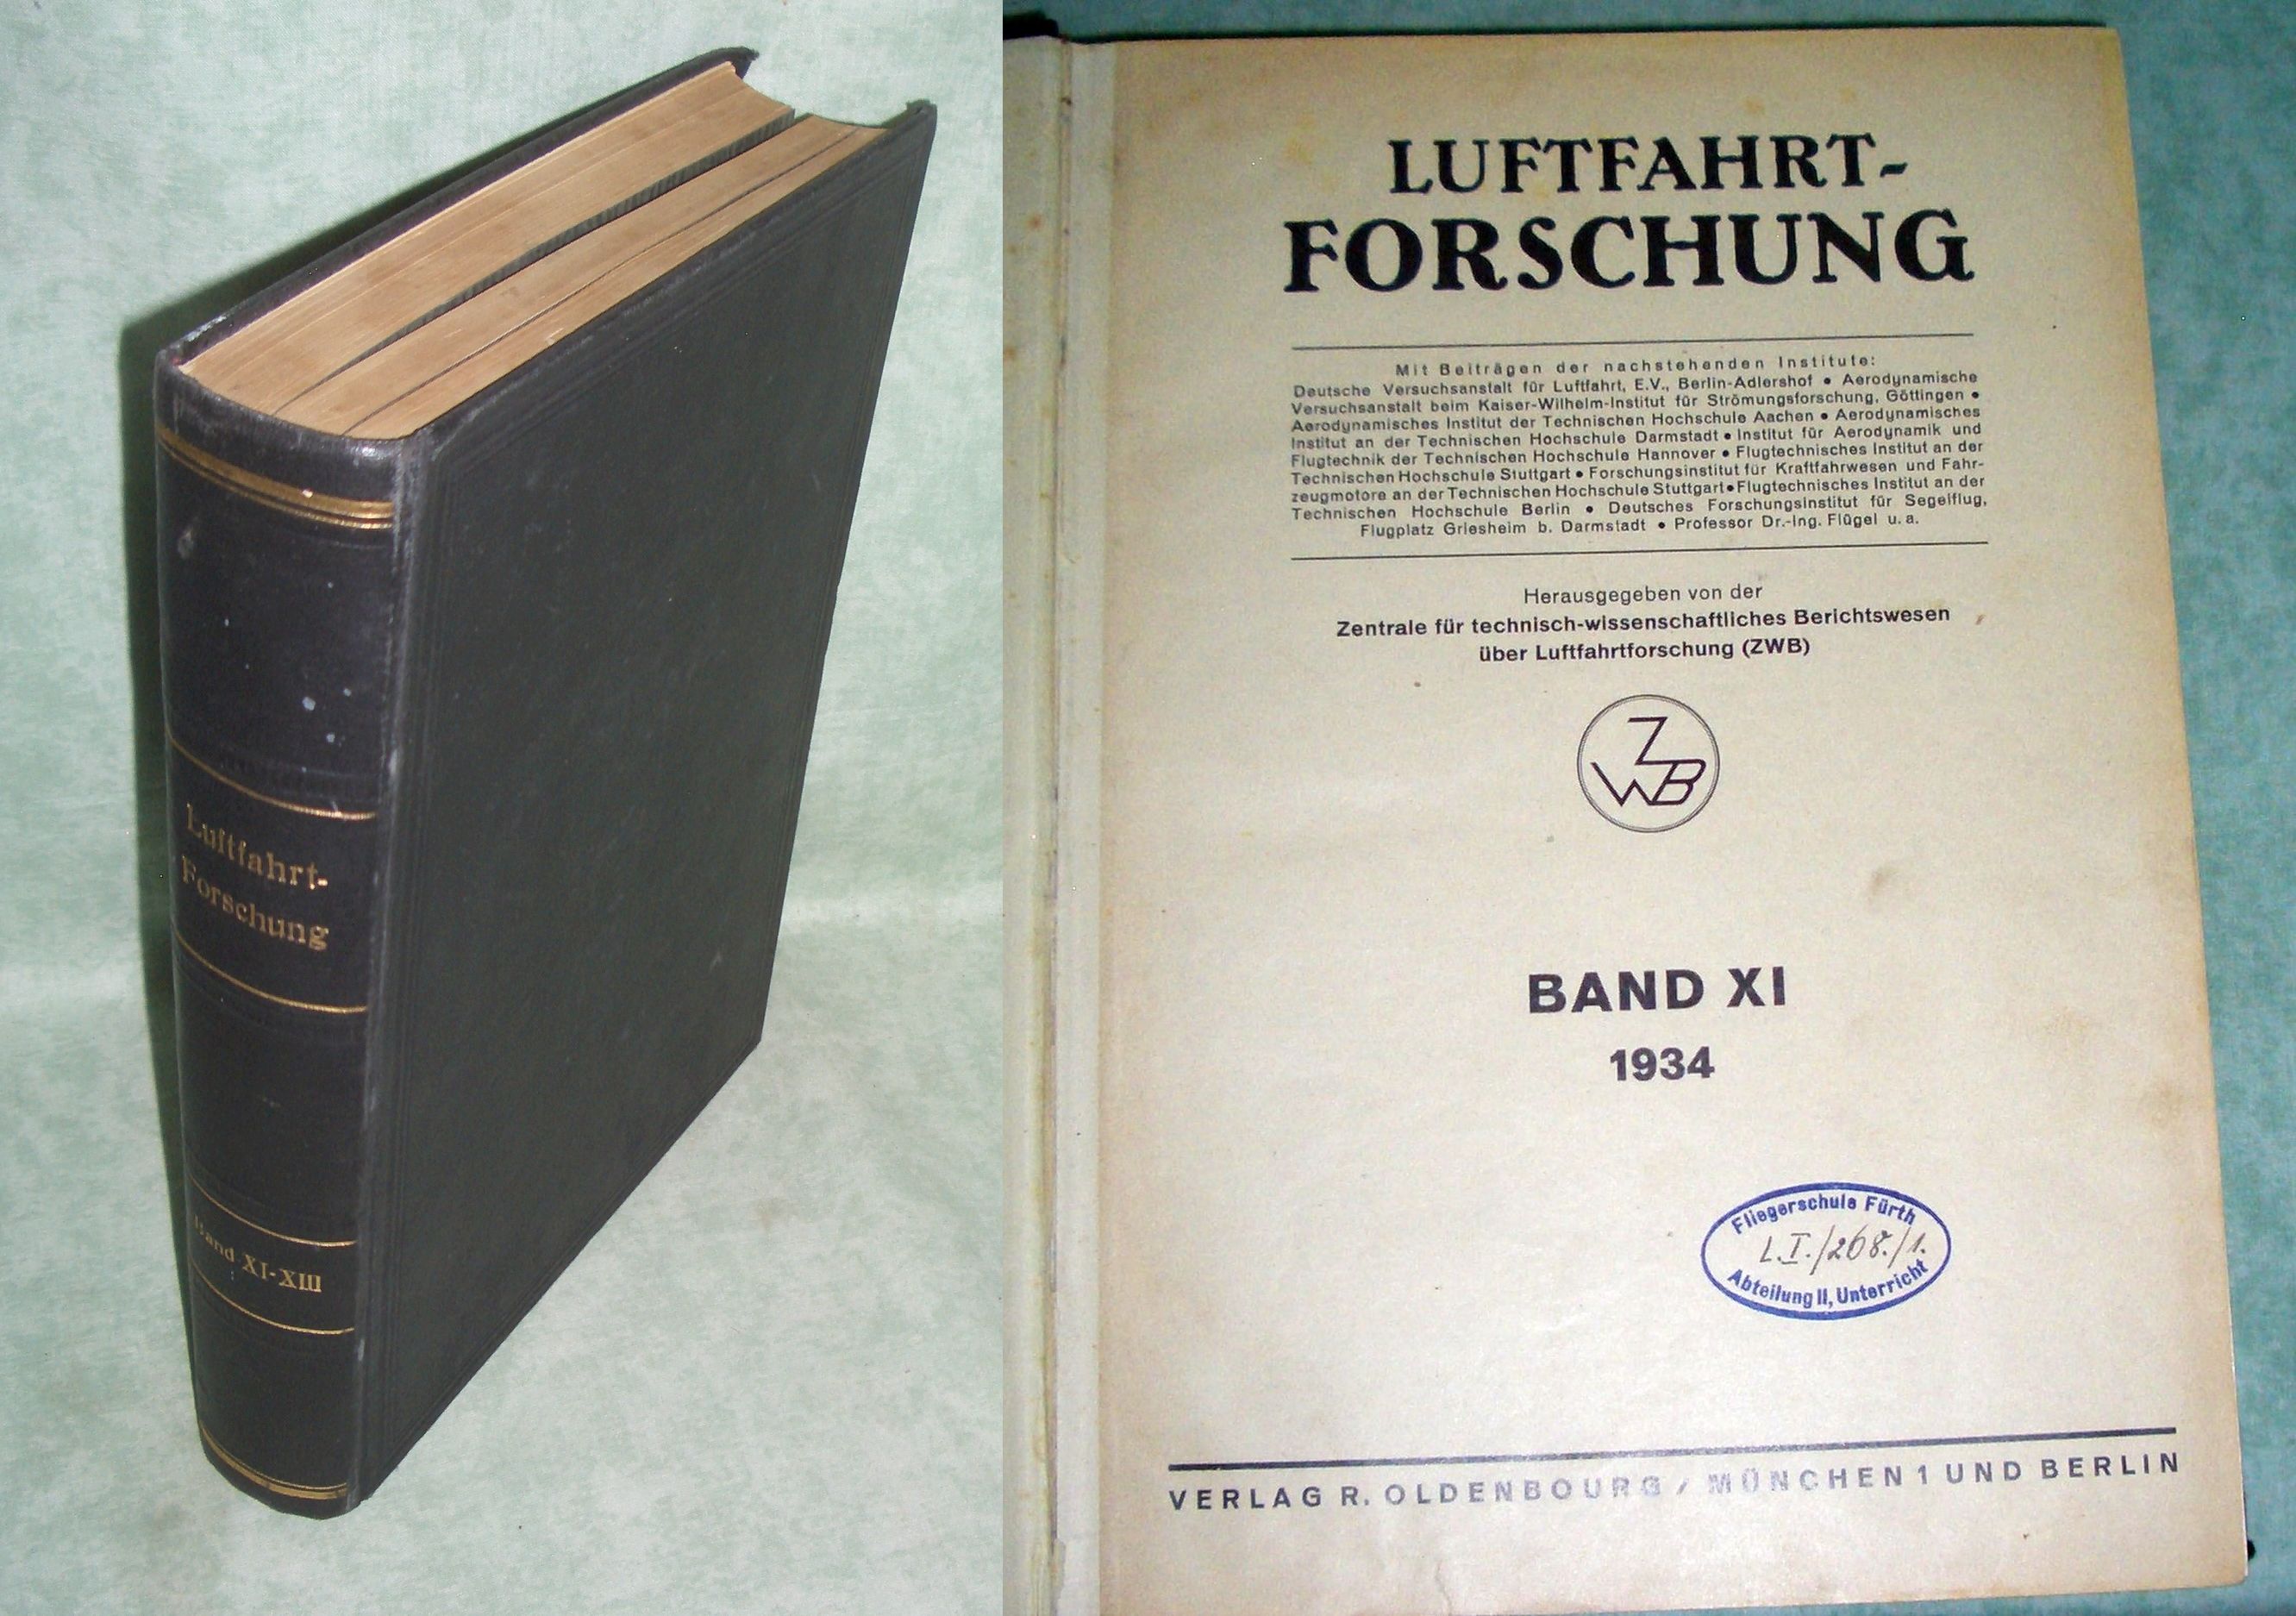 Luftfahrt-
Forschung
Band XI-XIII
LUFTFAHRT-
FORSCHUNG
Mit Beiträgen der nachstehenden Institute:
Deutsche Versuchsanstalt für Luftfahrt, E.V., Berlin-Adlershof • Aerodynamische
Versuchsanstalt beim Kaiser-Wilhelm-Institut für Strömungsforschung, Göttingen •
Aerodynamisches Institut der Technischen Hochschule Aachen • Aerodynamisches
Institut an der Technischen Hochschule Darmstadt • Institut für Aerodynamik und
Flugtechnik der Technischen Hochschule Hannover • Flugtechnisches Institut an der
Technischen Hochschule Stuttgart • Forschungsinstitut für Kraftfahrwesen und Fahr-
zeugmotore an der Technischen Hochschule Stuttgart • Flugtechnisches Institut an der
Technischen Hochschule Berlin • Deutsches Forschungsinstitut für Segelflug,
Flugplatz Griesheim b. Darmstadt • Professor Dr.-Ing. Flügel u. a.
Herausgegeben von der
Zentrale für technisch-wissenschaftliches Berichtswesen
über Luftfahrtforschung (ZWB)
ZWB
BAND XI
1934
Fliegerschule Fürth
L.I./268./1.
Abteilung II, Unterricht
VERLAG R. OLDENBOURG / MÜNCHEN 1 UND BERLIN